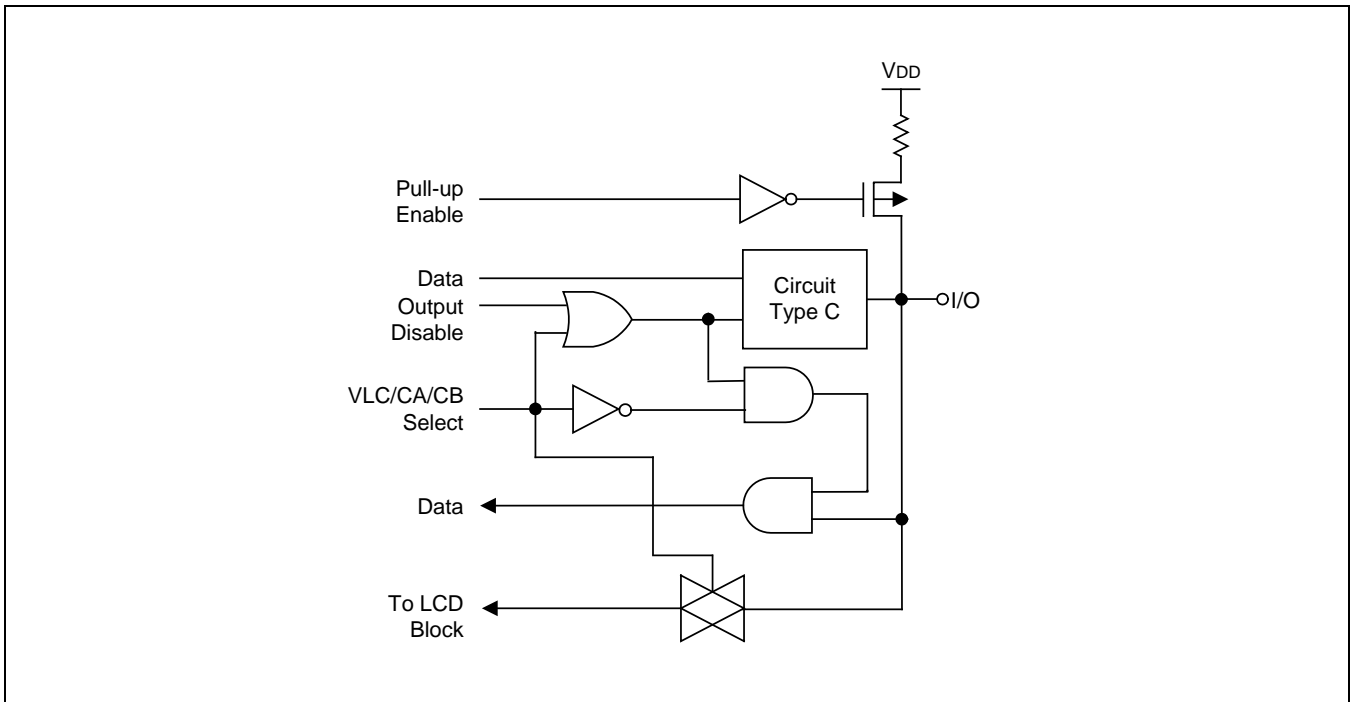 VDD
Pull-up
Enable
Data
Output
Disable
Circuit
Type C
I/O
VLC/CA/CB
Select
Data
To LCD
Block